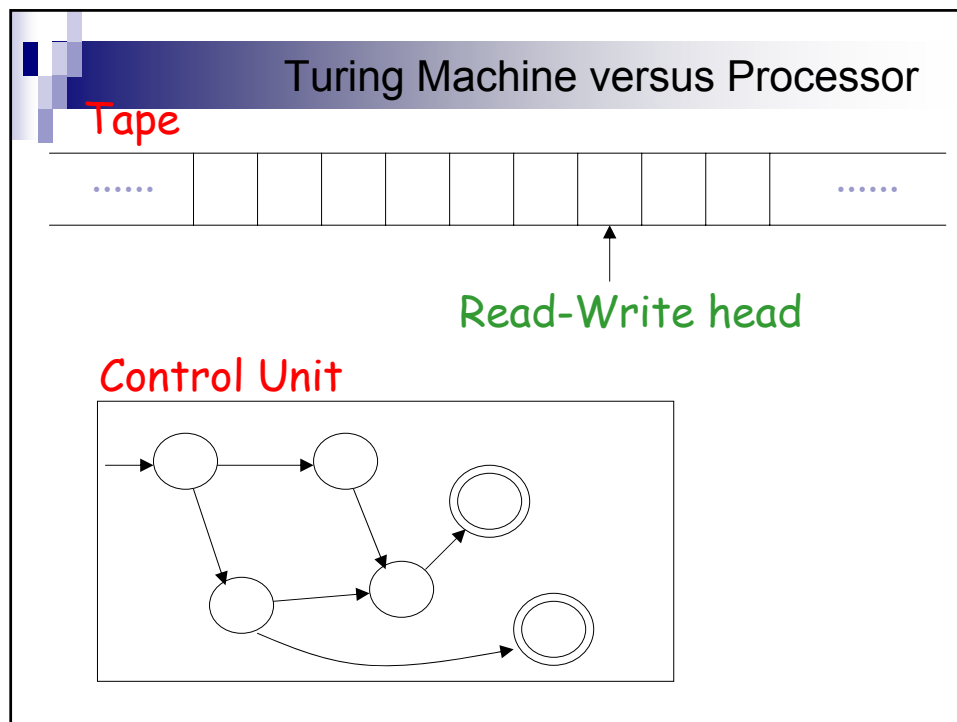 Turing Machine versus Processor
Tape
...... ......
Read-Write head
Control Unit